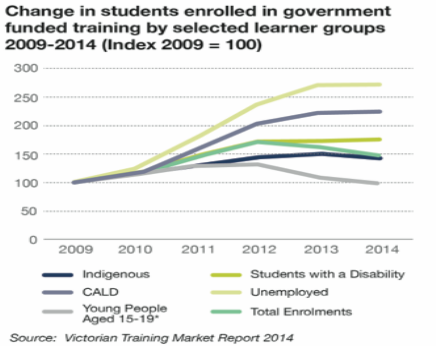 Change in students enrolled in government
funded training by selected learner groups
2009-2014 (Index 2009 = 100)
300
250
200
150
100
50
0
2009 2010 2011 2012 2013 2014
Indigenous
Students with a Disability
CALD
Unemployed
Young People
Aged 15-19*
Total Enrolments
Source: Victorian Training Market Report 2014